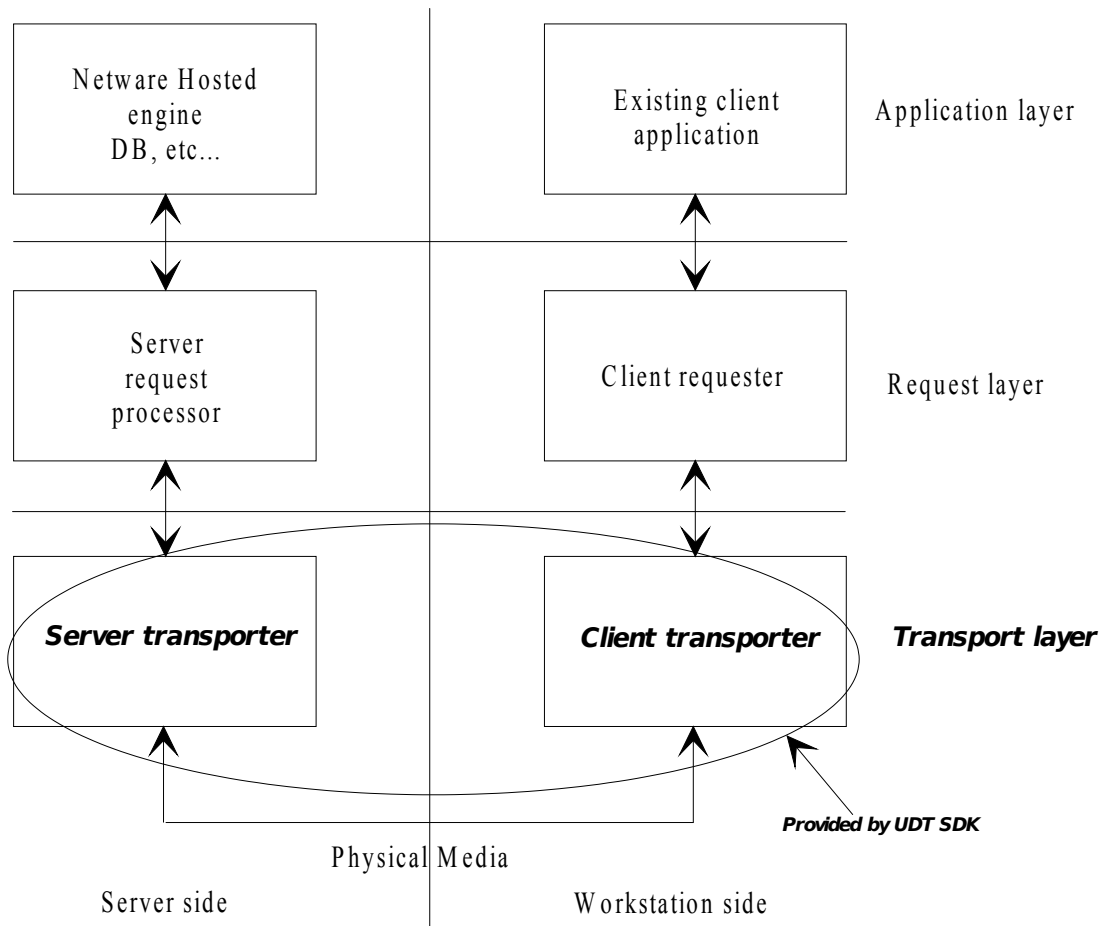 Netware Hosted
engine
DB, etc...
Existing client
application
Application layer
Server
request
processor
Client requester
Request layer
Server transporter
Client transporter
Transport layer
Provided by UDT SDK
Physical Media
Server side
Workstation side